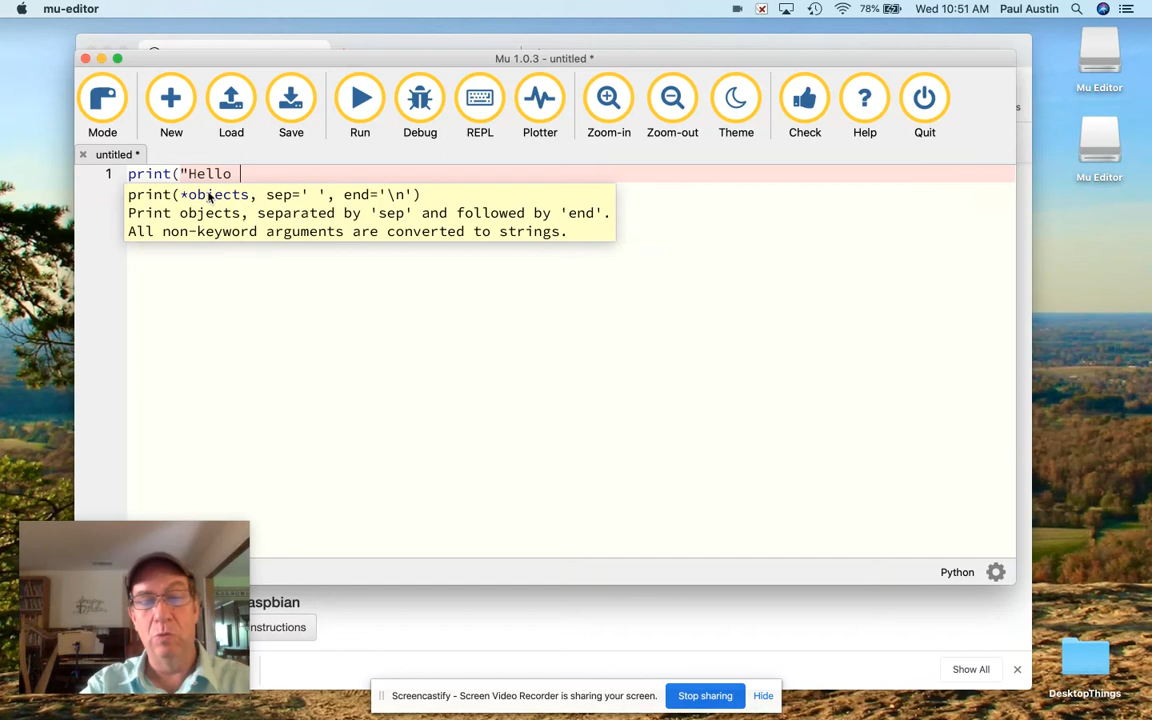 mu-editor
78%
Wed 10:51 AM
Paul Austin
Mu 1.0.3 - untitled *
Mode
New
Load
Save
Run
Debug
REPL
Plotter
Zoom-in
Zoom-out
Theme
Check
Help
Quit
untitled *
1
print("Hello
print(*objects, sep=' ', end='\n')
Print objects, separated by 'sep' and followed by 'end'.
All non-keyword arguments are converted to strings.
Python
aspbian
nstructions
Show All
Screencastify - Screen Video Recorder is sharing your screen.
Stop sharing
Hide
Mu Editor
Mu Editor
DesktopThings